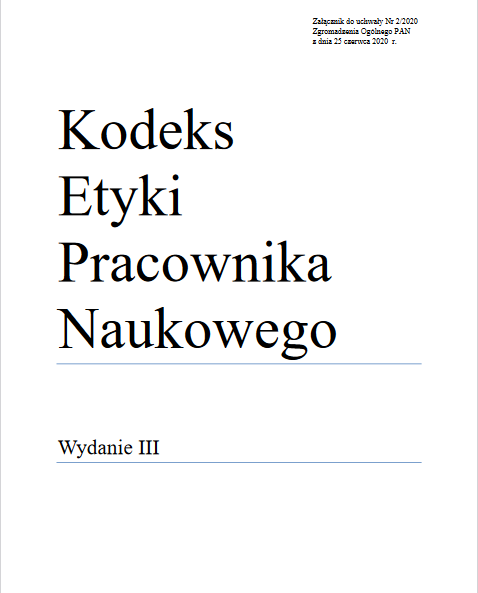 Załącznik do uchwały Nr 2/2020
Zgromadzenia Ogólnego PAN
z dnia 25 czerwca 2020 r.
Kodeks
Etyki
Pracownika
Naukowego
Wydanie III